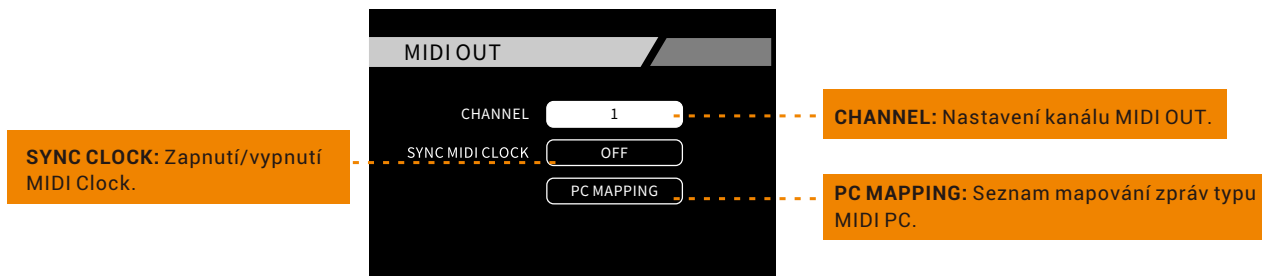 MIDI OUT
CHANNEL 1
SYNC MIDI CLOCK OFF
PC MAPPING
SYNC CLOCK: Zapnutí/vypnutí
MIDI Clock.
CHANNEL: Nastavení kanálu MIDI OUT.
PC MAPPING: Seznam mapování zpráv typu
MIDI PC.